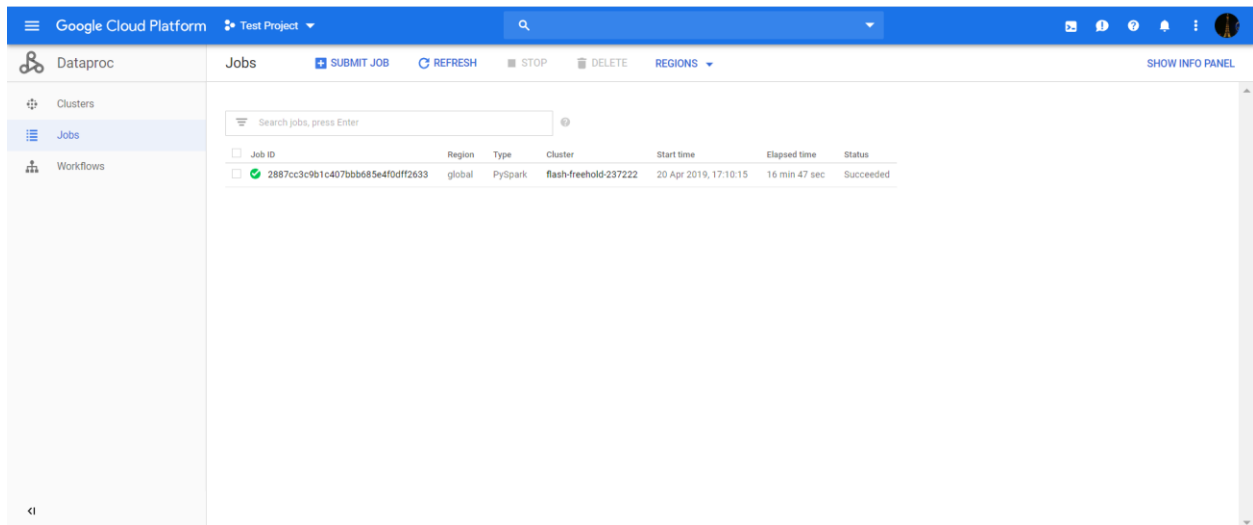 Google Cloud Platform Test Project
Dataproc
Jobs SUBMIT JOB REFRESH STOP DELETE REGIONS SHOW INFO PANEL
Clusters
Jobs
Workflows
Search jobs, press Enter
Job ID Region Type Cluster Start time Elapsed time Status
2887cc3c9b1c407bbb685e4f0dff2633 global PySpark flash-freehold-237222 20 Apr 2019, 17:10:15 16 min 47 sec Succeeded